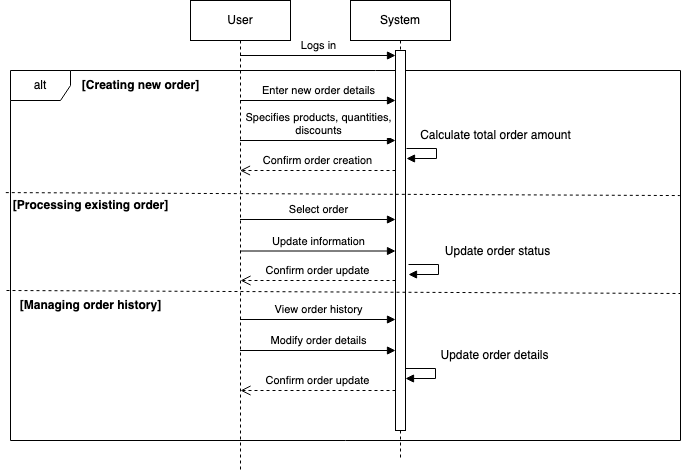 User
System
Logs in
alt
[Creating new order]
Enter new order details
Specifies products, quantities,
discounts
Calculate total order amount
Confirm order creation
[Processing existing order]
Select order
Update information
Update order status
Confirm order update
[Managing order history]
View order history
Modify order details
Update order details
Confirm order update